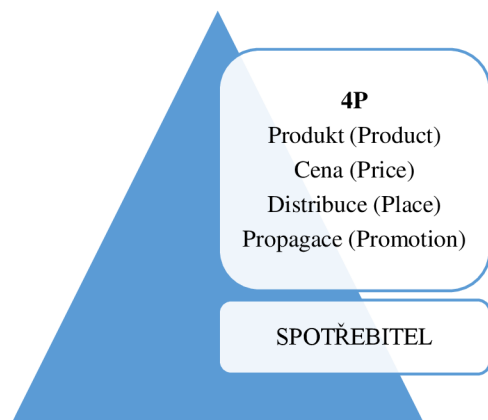 4P
Produkt (Product)
Cena (Price)
Distribuce (Place)
Propagace (Promotion)
SPOTŘEBITEL